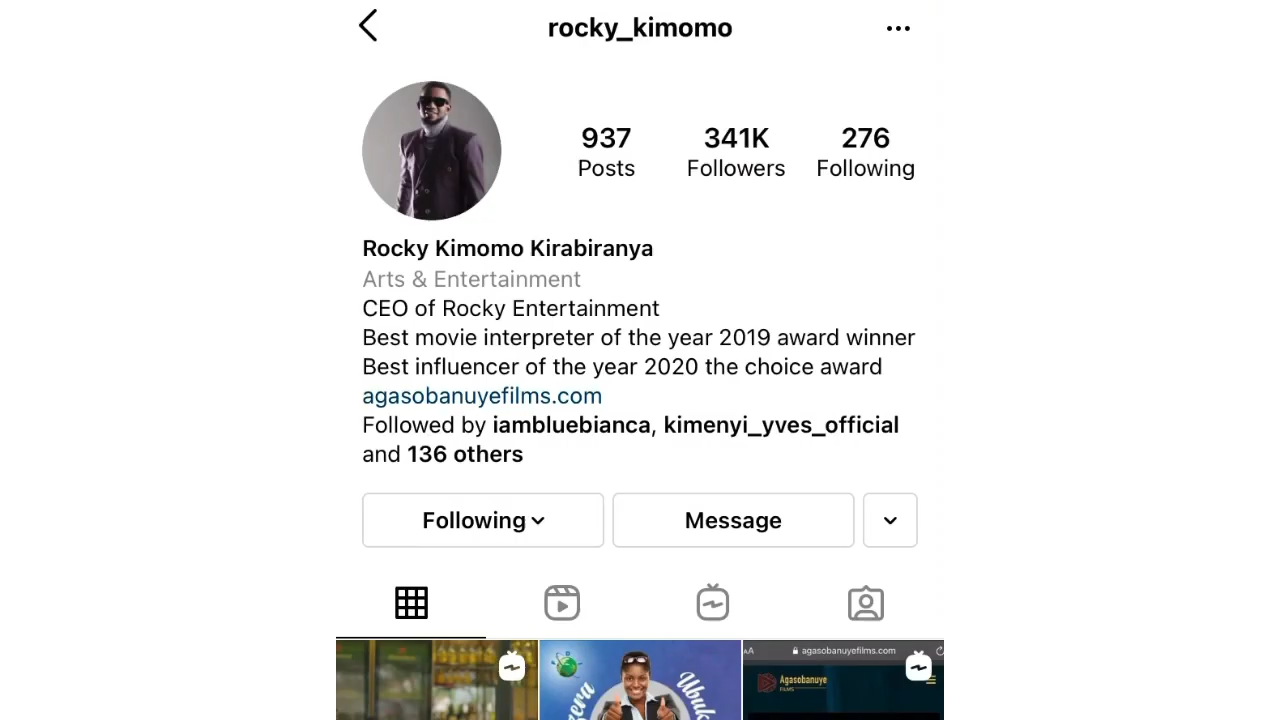 rocky_kimomo
937
Posts
341K
Followers
276
Following
Rocky Kimomo Kirabiranya
Arts & Entertainment
CEO of Rocky Entertainment
Best movie interpreter of the year 2019 award winner
Best influencer of the year 2020 the choice award
agasobanuyefilms.com
Followed by iambluebianca, kimenyi_yves_official
and 136 others
Following
Message
AA agasobanuyefilms.com
Agasobanuye
FILMS